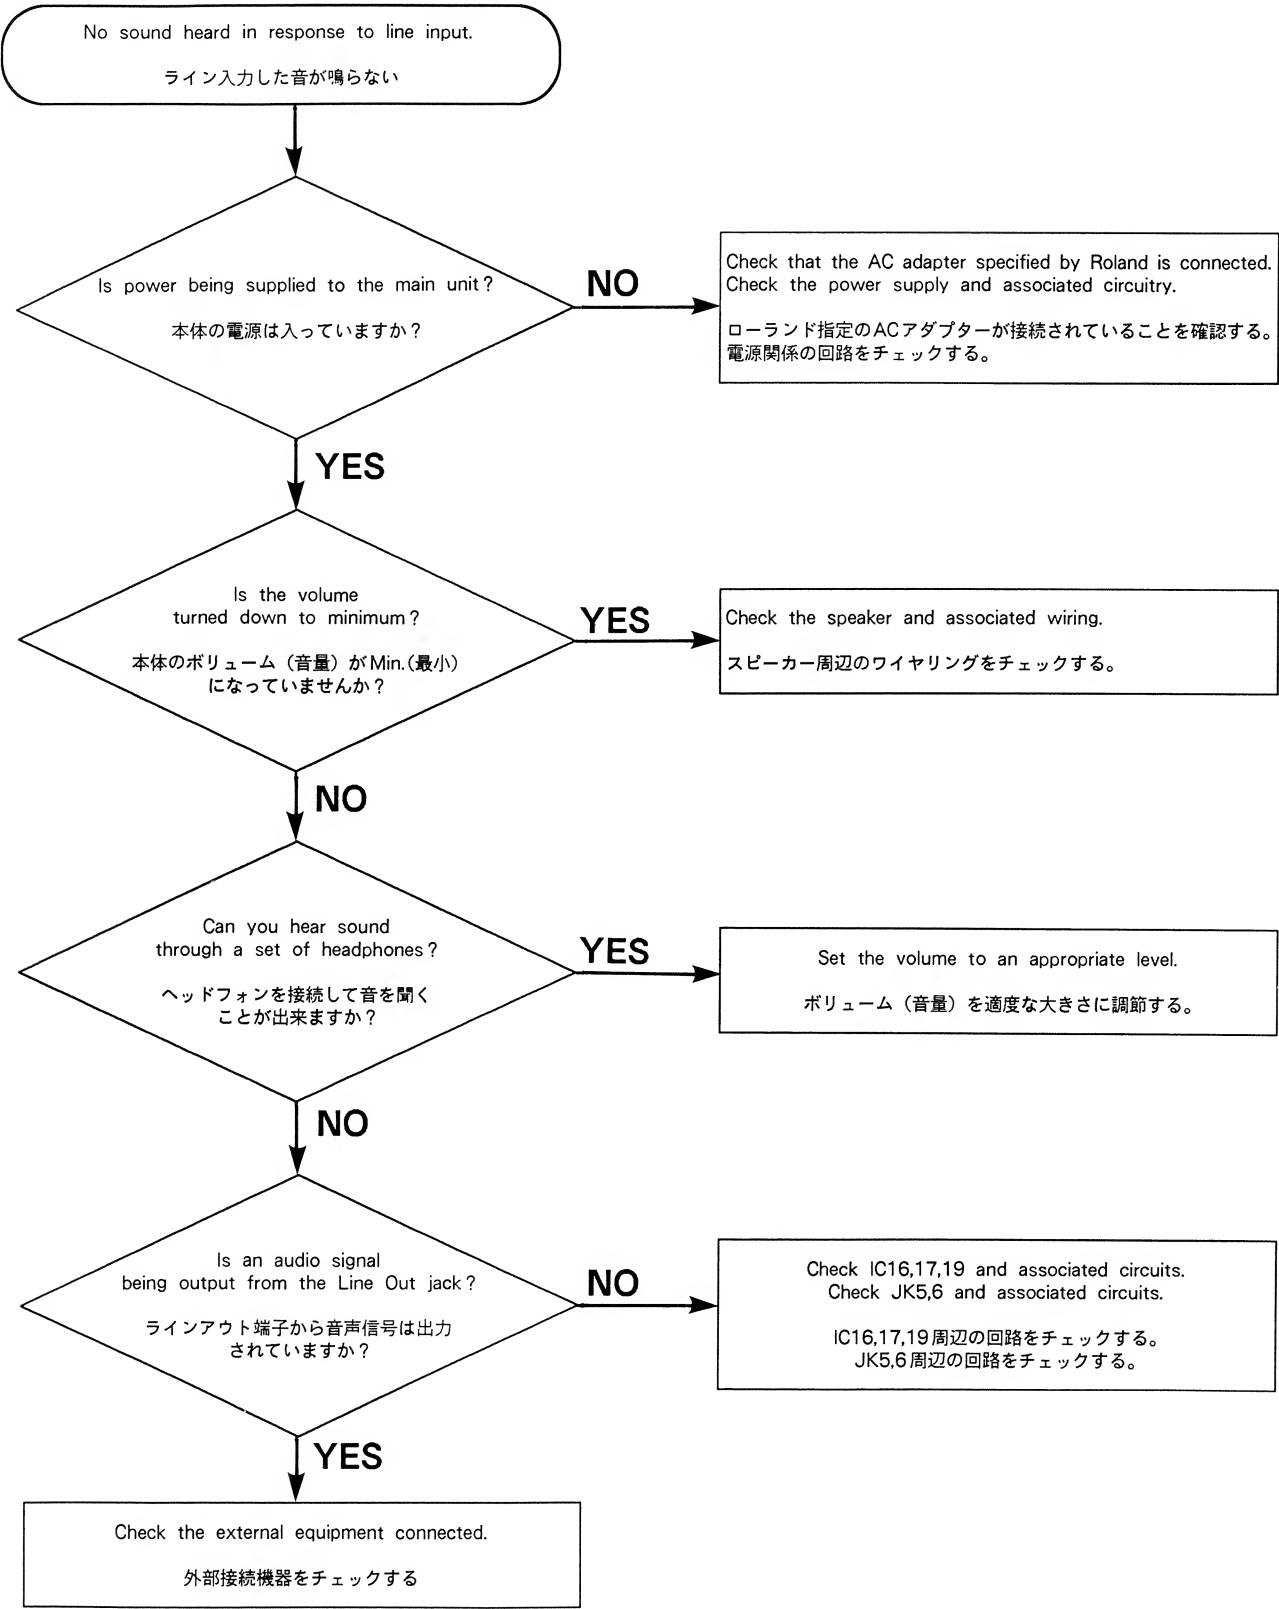 No sound heard in response to line input.
ライン入力した音が鳴らない
Is power being supplied to the main unit?
本体の電源は入っていますか？
NO
Check that the AC adapter specified by Roland is connected.
Check the power supply and associated circuitry.
ローランド指定のACアダプターが接続されていることを確認する。
電源関係の回路をチェックする。
YES
Is the volume
turned down to minimum?
本体のボリューム（音量）がMin.（最小）
になっていませんか？
YES
Check the speaker and associated wiring.
スピーカー周辺のワイヤリングをチェックする。
NO
Can you hear sound
through a set of headphones?
ヘッドフォンを接続して音を聞く
ことが出来ますか？
YES
Set the volume to an appropriate level.
ボリューム（音量）を適度な大きさに調節する。
NO
Is an audio signal
being output from the Line Out jack?
ラインアウト端子から音声信号は出力
されていますか？
NO
Check IC16,17,19 and associated circuits.
Check JK5,6 and associated circuits.
IC16,17,19周辺の回路をチェックする。
JK5,6周辺の回路をチェックする。
YES
Check the external equipment connected.
外部接続機器をチェックする